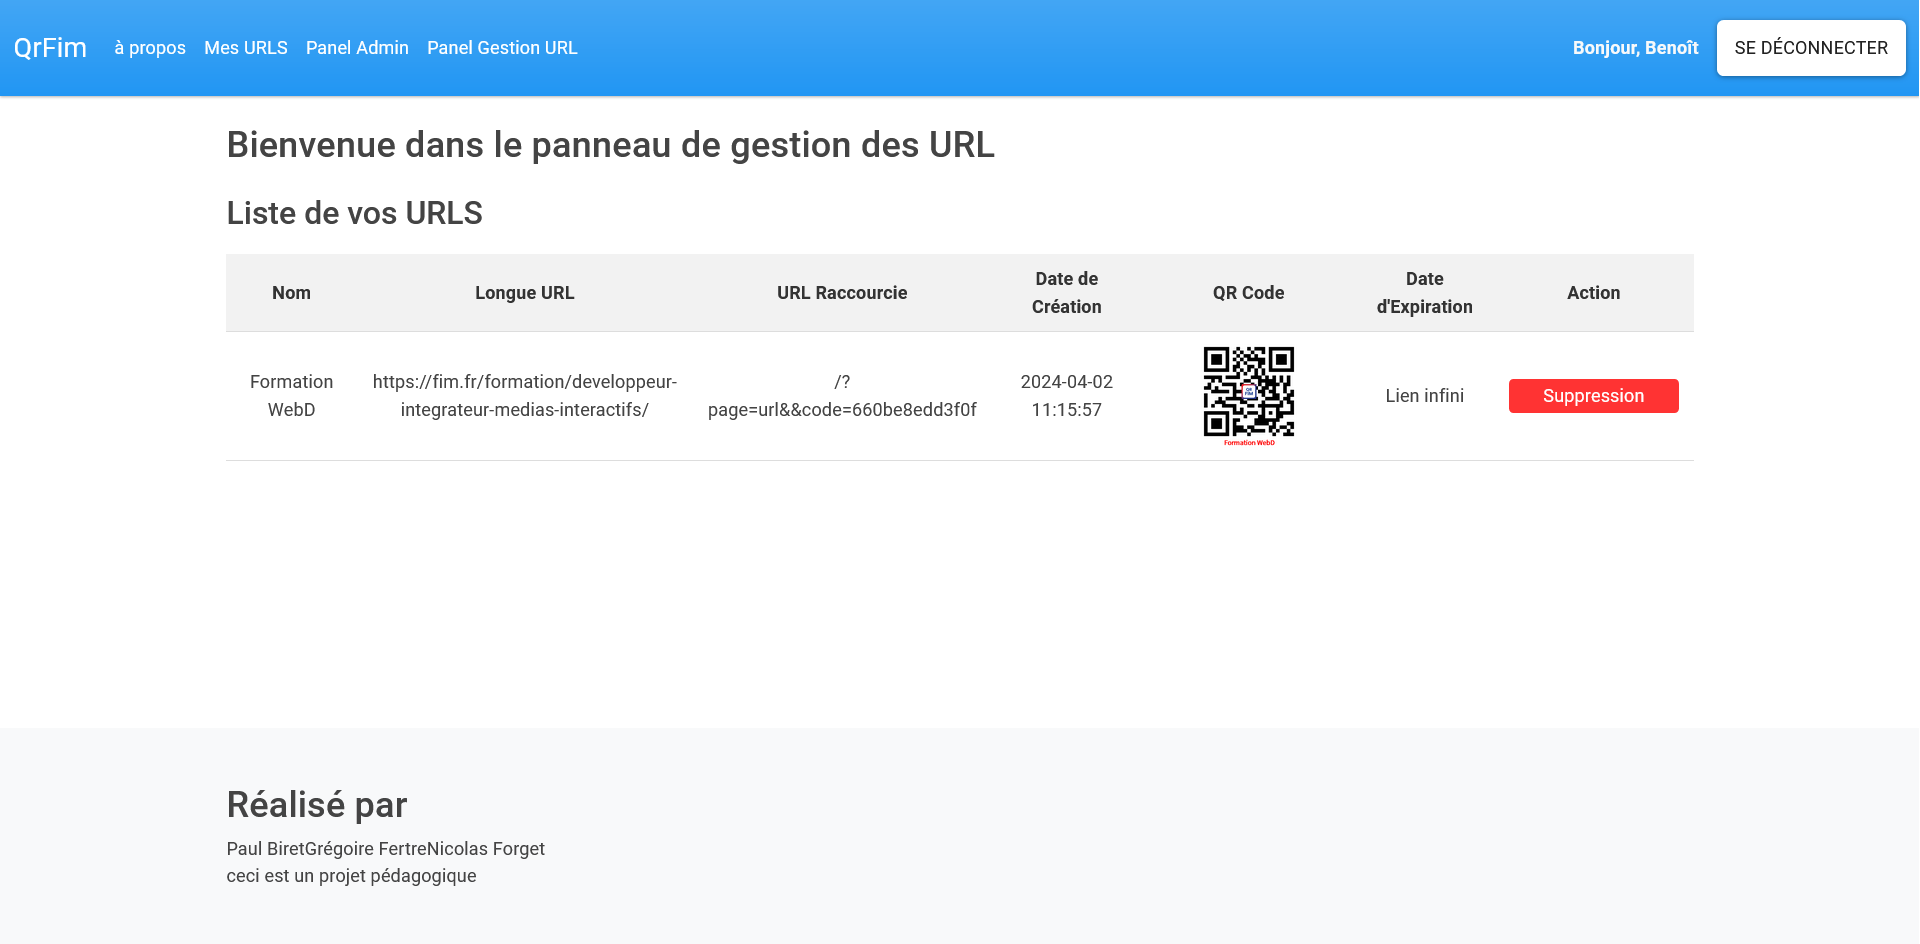 QrFim à propos Mes URLS Panel Admin Panel Gestion URL Bonjour, Benoît SE DÉCONNECTER
Bienvenue dans le panneau de gestion des URL
Liste de vos URLS
Nom
Longue URL
URL Raccourcie
Date de
Création
QR Code
Date
d'Expiration
Action
Formation
WebD
https://fim.fr/formation/developpeur-
integrateur-medias-interactifs/
/?
page=url&&code=660be8edd3f0f
2024-04-02
11:15:57
QR
FIM
Formation WebD
Lien infini
Suppression
Réalisé par
Paul BiretGrégoire FertreNicolas Forget
ceci est un projet pédagogique